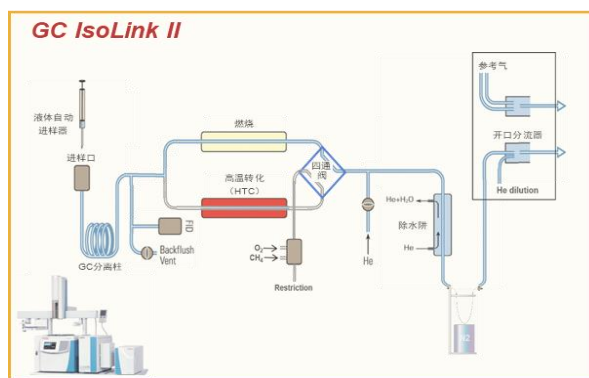 GC IsoLink II
参考气
液体自动
进样器
燃烧
开口分流器
进样口
四通
阀
高温转化
（HTC）
He dilution
He+H₂O
除水阱
FID
O₂
CH₄
Backflush
Vent
He
He
GC分离柱
Restriction